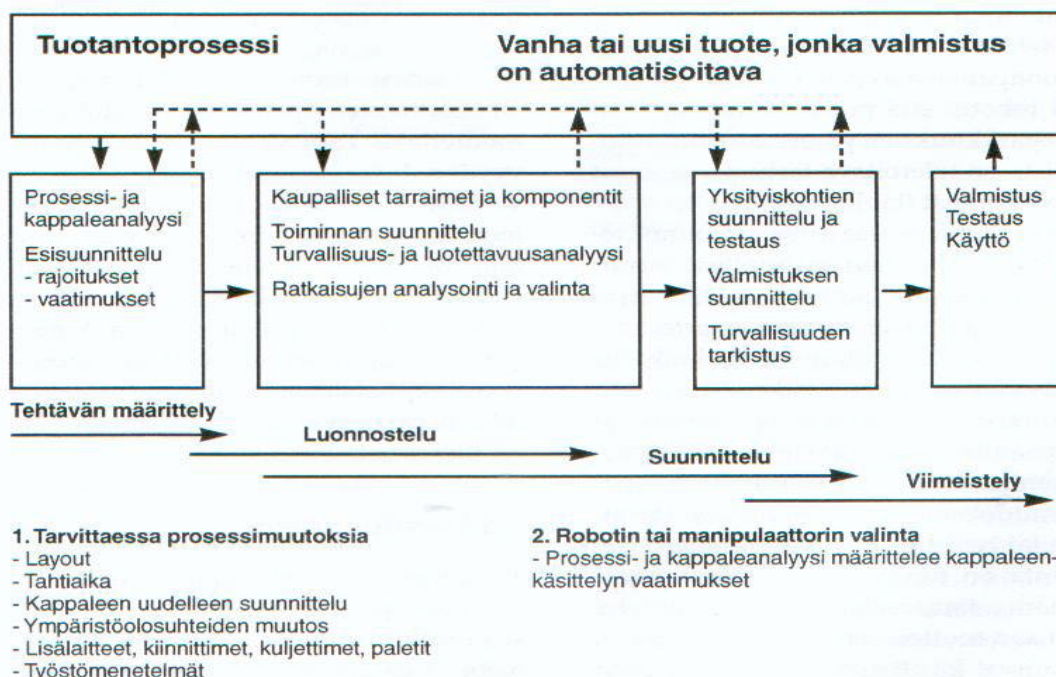 Tuotantoprosessi
Vanha tai uusi tuote, jonka valmistus
on automatisoitava
Prosessi- ja
kappaleanalyysi
Esisuunnittelu
- rajoitukset
- vaatimukset
Kaupalliset tarraimet ja komponentit
Toiminnan suunnittelu
Turvallisuus- ja luotettavuusanalyysi
Ratkaisujen analysointi ja valinta
Yksityiskohtien
suunnittelu ja
testaus
Valmistuksen
suunnittelu
Turvallisuuden
tarkistus
Valmistus
Testaus
Käyttö
Tehtävän määrittely
Luonnostelu
Suunnittelu
Viimeistely
1. Tarvittaessa prosessimuutoksia
- Layout
- Tahtiaika
- Kappaleen uudelleen suunnittelu
- Ympäristöolosuhteiden muutos
- Lisälaitteet, kiinnittimet, kuljettimet, paletit
- Työstömenetelmät
2. Robotin tai manipulaattorin valinta
- Prosessi- ja kappaleanalyysi määrittelee kappaleen-
käsittelyn vaatimukset